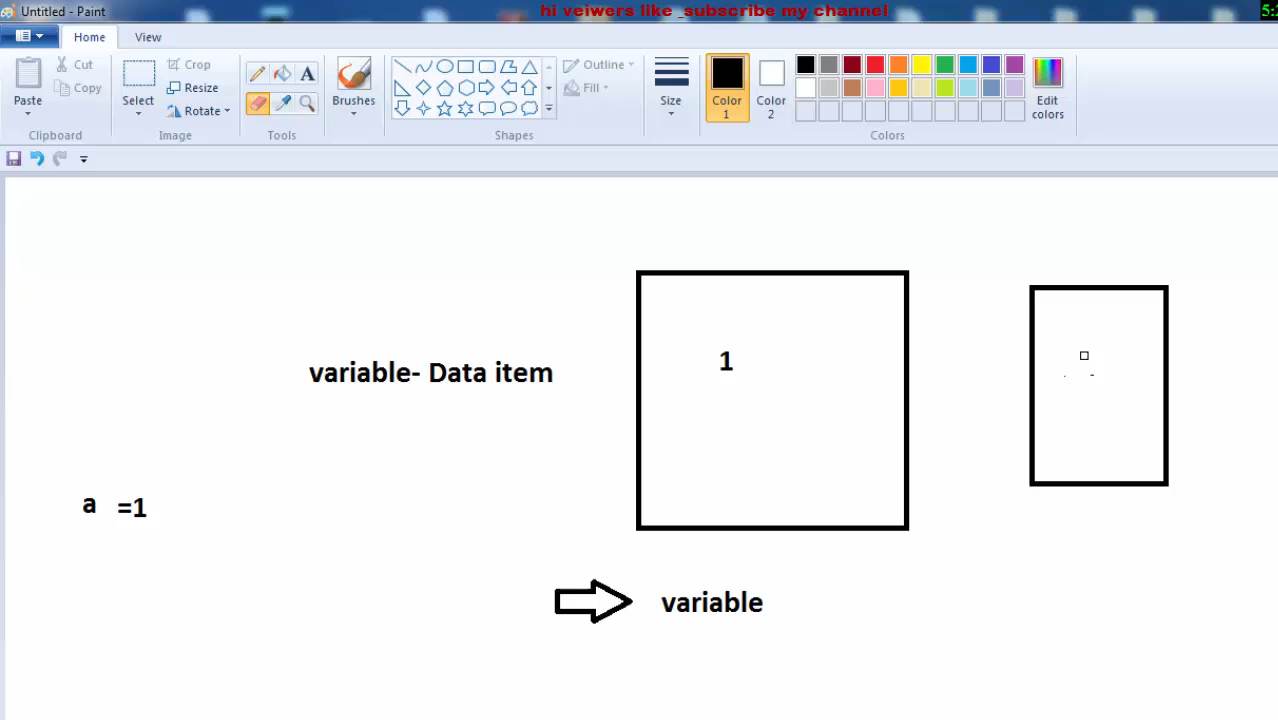 Untitled - Paint
hi veiwers like _subscribe my channel
Home View
Paste
Cut
Copy
Clipboard
Select
Crop
Resize
Rotate
Image
A
Tools
Brushes
Shapes
Outline
Fill
Size
Color 1
Color 2
Edit colors
Colors
variable- Data item
1
a =1
variable